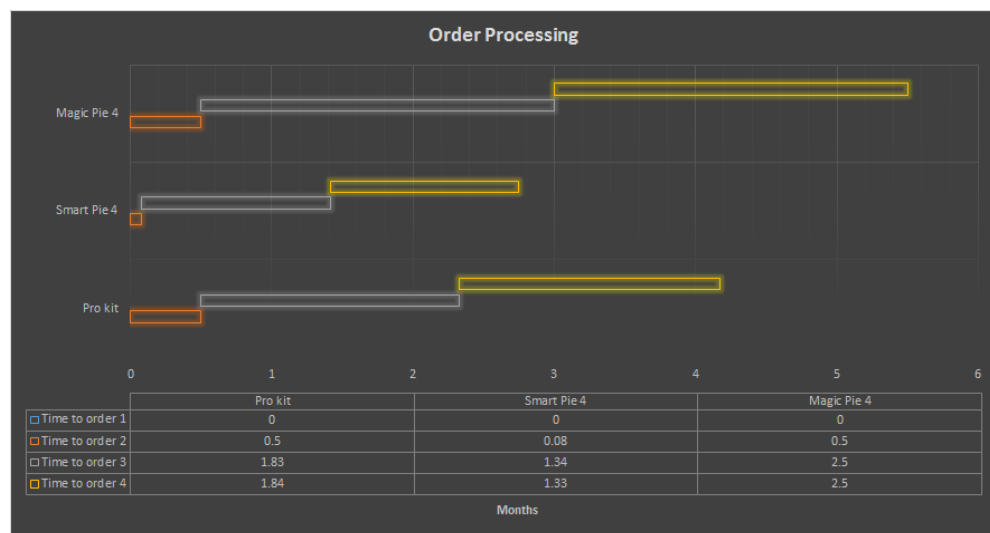 Order Processing
Magic Pie 4
Smart Pie 4
Pro kit
0 1 2 3 4 5 6
Pro kit Smart Pie 4 Magic Pie 4
Time to order 1 0 0 0
Time to order 2 0.5 0.08 0.5
Time to order 3 1.83 1.34 2.5
Time to order 4 1.84 1.33 2.5
Months